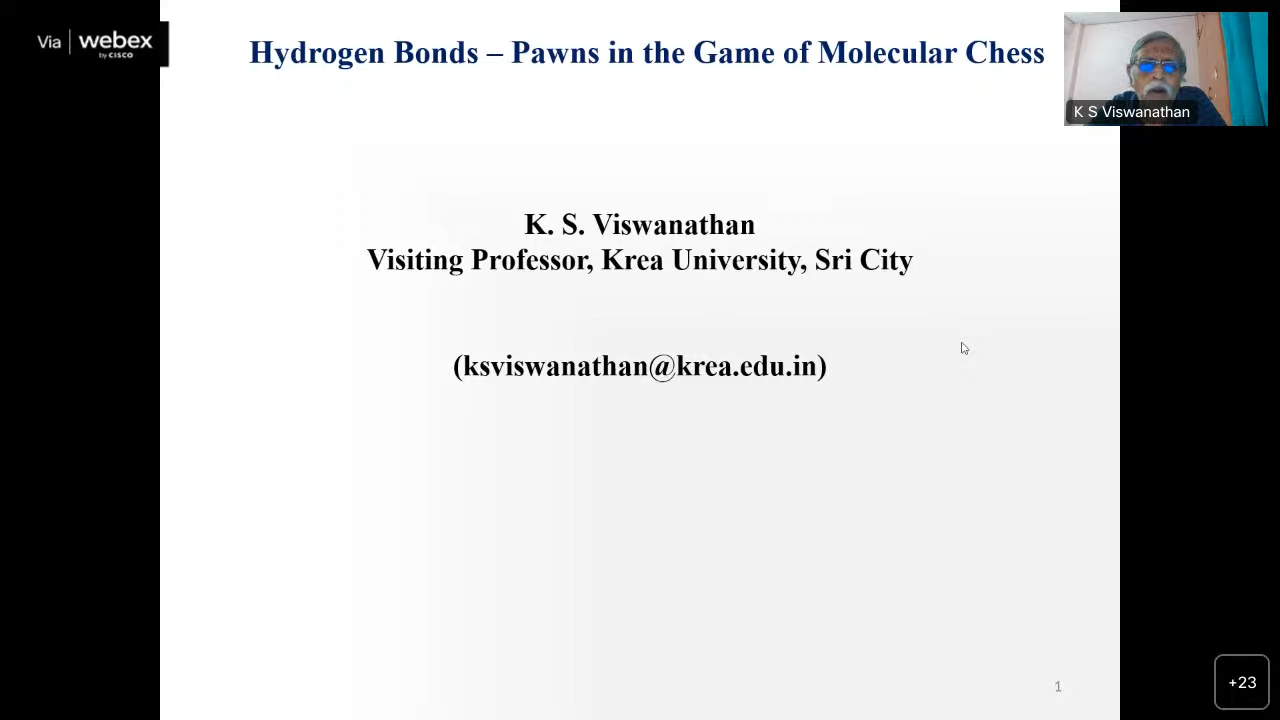 Via | webex
by CISCO
Hydrogen Bonds – Pawns in the Game of Molecular Chess
K S Viswanathan
K. S. Viswanathan
Visiting Professor, Krea University, Sri City
(ksviswanathan@krea.edu.in)
1
+23